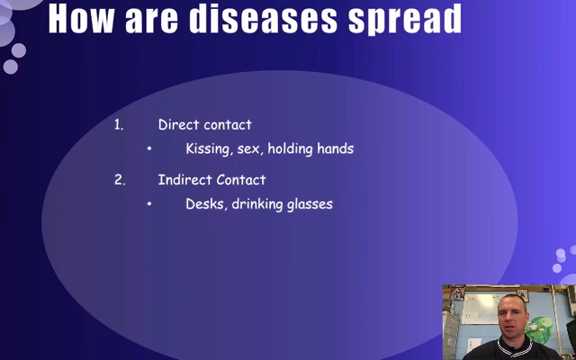 How are diseases spread
1. Direct contact
• Kissing, sex, holding hands
2. Indirect Contact
• Desks, drinking glasses